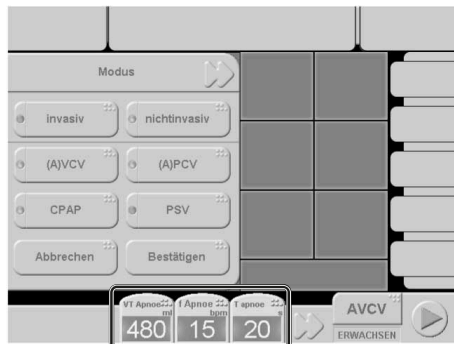 Modus
invasiv
nichtinvasiv
(A)VCV
(A)PCV
CPAP
PSV
Abbrechen
Bestätigen
VT Apnoe
ml
480
f Apnoe
bpm
15
T apnoe
s
20
AVCV
ERWACHSEN